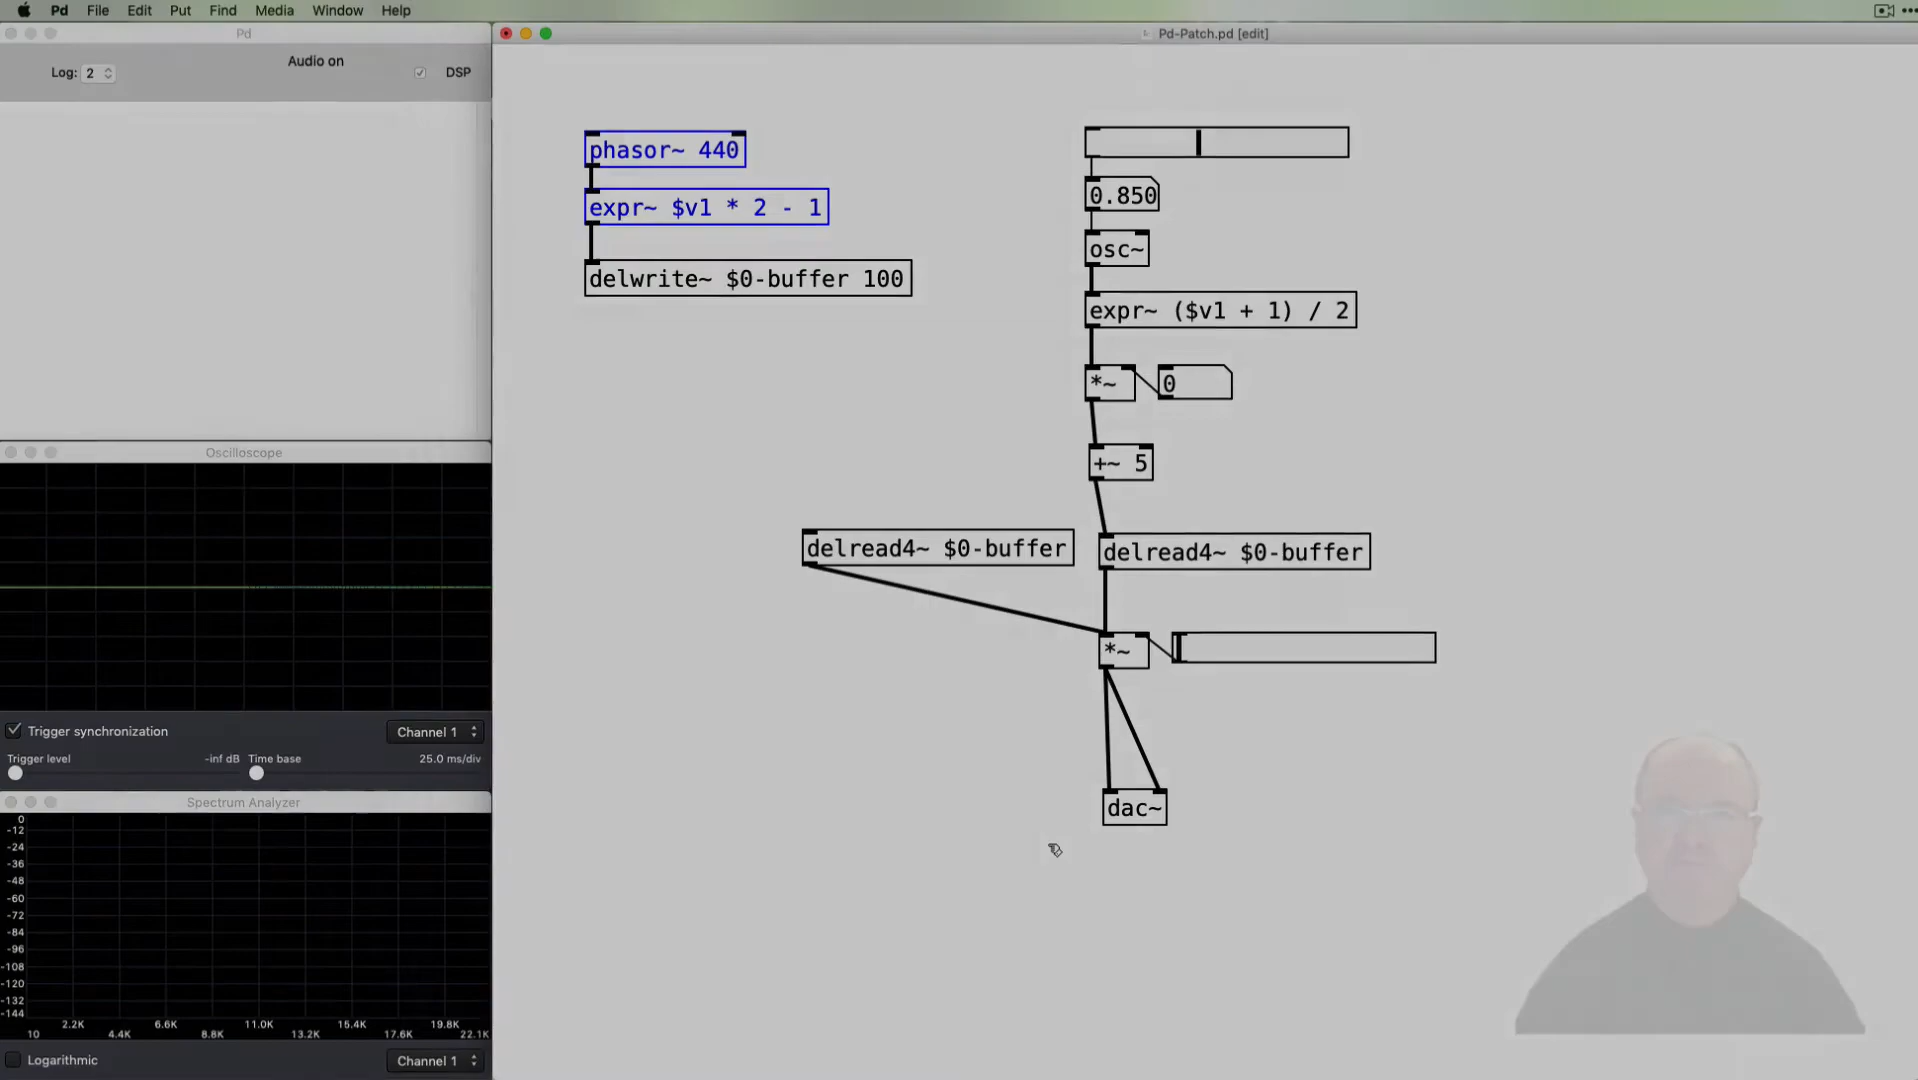 Pd File Edit Put Find Media Window Help
Pd
Log: 2
Audio on
DSP
Pd-Patch.pd [edit]
phasor~ 440
expr~ $v1 * 2 - 1
delwrite~ $0-buffer 100
0.850
osc~
expr~ ($v1 + 1) / 2
*~
0
+~ 5
delread4~ $0-buffer
delread4~ $0-buffer
*~
dac~
Oscilloscope
Trigger synchronization
Channel 1
Trigger level
-inf dB
Time base
25.0 ms/div
Spectrum Analyzer
0
-12
-24
-36
-48
-60
-72
-84
-96
-108
-120
-132
-144
2.2K 6.6K 11.0K 15.4K 19.8K
10 4.4K 8.8K 13.2K 17.6K 22.1K
Logarithmic
Channel 1